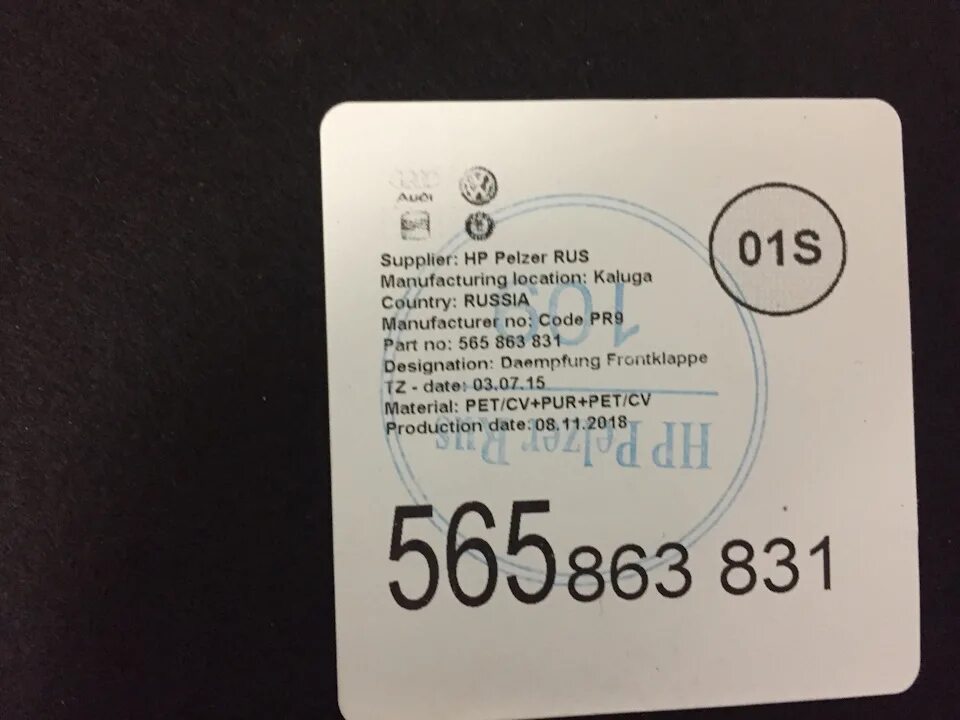 Audi
01S
Supplier: HP Pelzer RUS
Manufacturing location: Kaluga
Country: RUSSIA
109
Manufacturer no: Code PR9
Part no: 565 863 831
Designation: Daempfung Frontklappe
TZ - date: 03.07.15
Material: PET/CV+PUR+PET/CV
Production date: 08.11.2018
HP Pelzer Rus
565 863 831